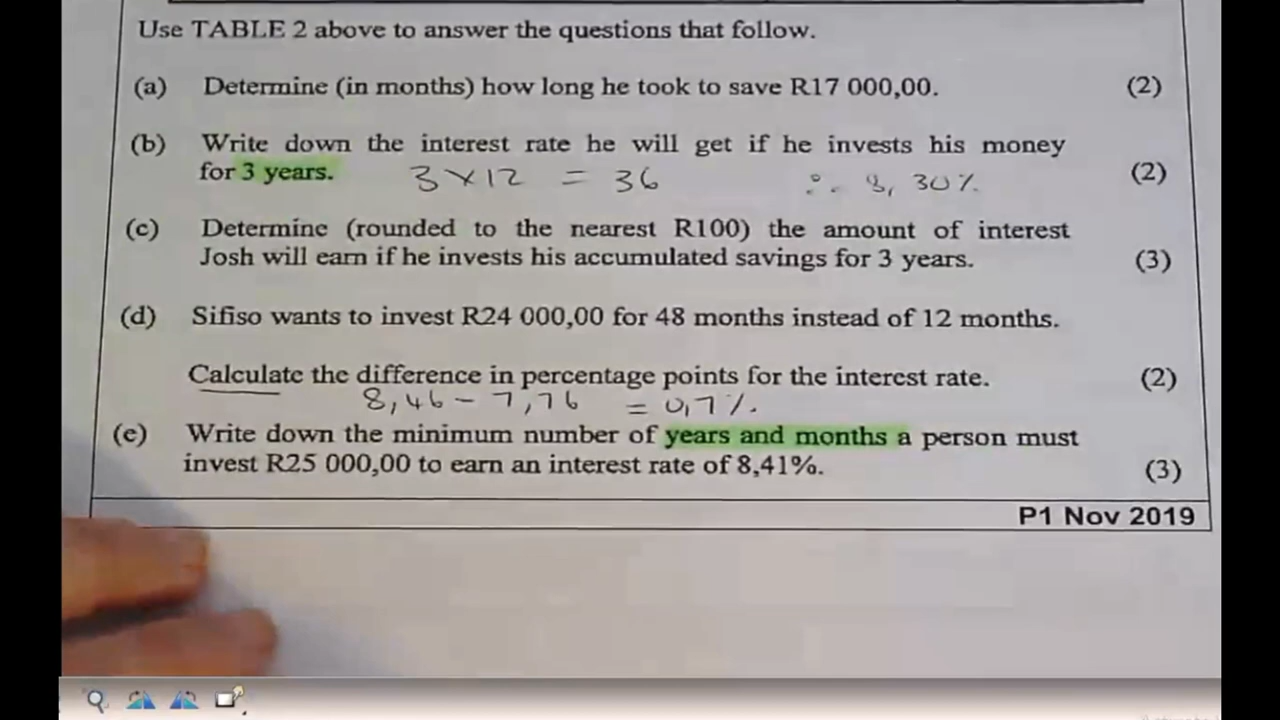 Use TABLE 2 above to answer the questions that follow.
(a) Determine (in months) how long he took to save R17 000,00. (2)
(b) Write down the interest rate he will get if he invests his money
for 3 years. 3 × 12 = 36 ∴ 8, 30% (2)
(c) Determine (rounded to the nearest R100) the amount of interest
Josh will earn if he invests his accumulated savings for 3 years. (3)
(d) Sifiso wants to invest R24 000,00 for 48 months instead of 12 months.
Calculate the difference in percentage points for the interest rate. (2)
8,46 - 7,76 = 0,7%.
(e) Write down the minimum number of years and months a person must
invest R25 000,00 to earn an interest rate of 8,41%. (3)
P1 Nov 2019